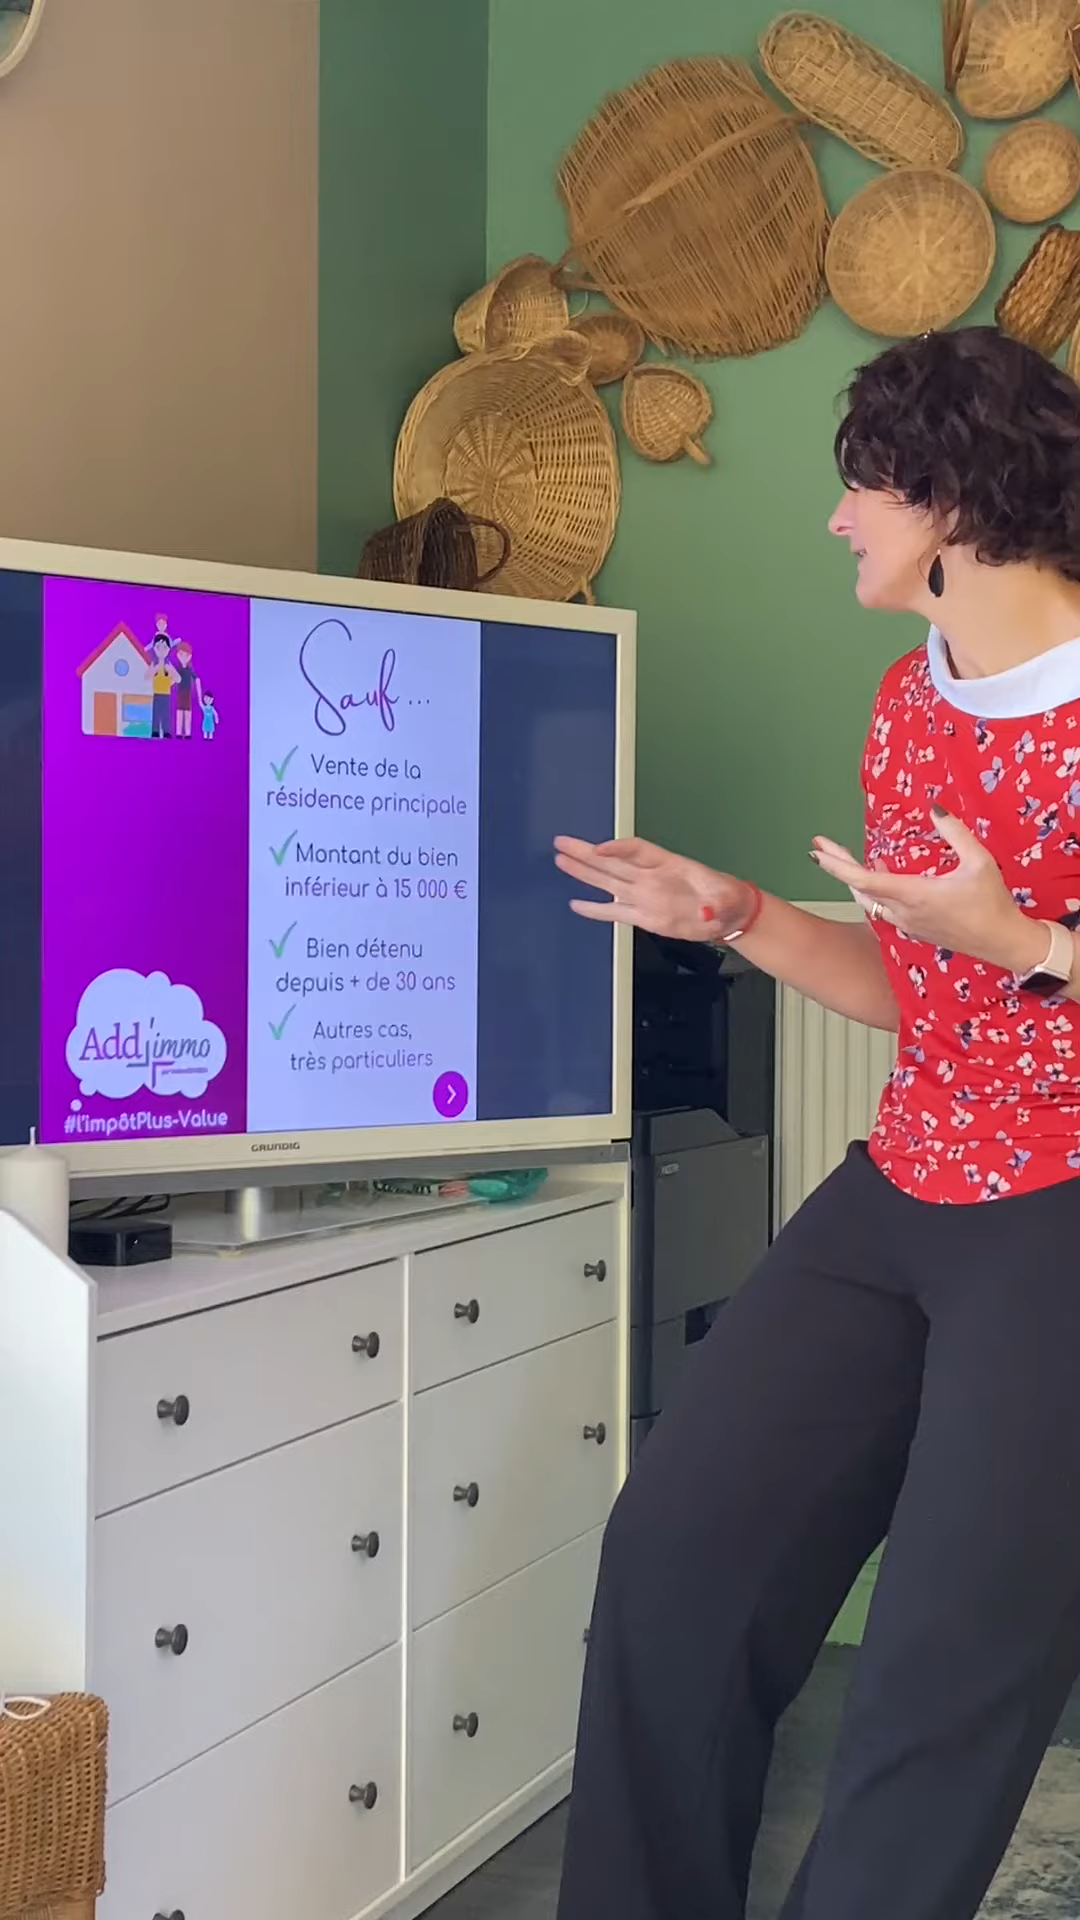 Sauf...
Vente de la
résidence principale
Montant du bien
inférieur à 15 000 €
Bien détenu
depuis + de 30 ans
Autres cas,
très particuliers
Add'immo
#l'impôtPlus-Value
GRUNDIG